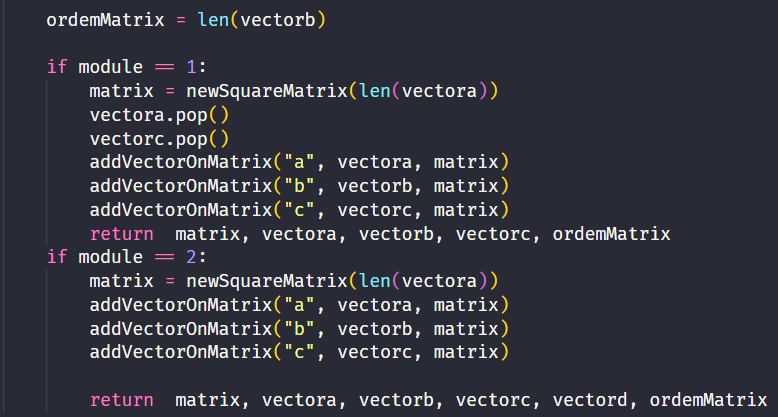 ordemMatrix = len(vectorb)
if module == 1:
matrix = newSquareMatrix(len(vectora))
vectora.pop()
vectorc.pop()
addVectorOnMatrix("a", vectora, matrix)
addVectorOnMatrix("b", vectorb, matrix)
addVectorOnMatrix("c", vectorc, matrix)
return  matrix, vectora, vectorb, vectorc, ordemMatrix
if module == 2:
matrix = newSquareMatrix(len(vectora))
addVectorOnMatrix("a", vectora, matrix)
addVectorOnMatrix("b", vectorb, matrix)
addVectorOnMatrix("c", vectorc, matrix)
return  matrix, vectora, vectorb, vectorc, vectord, ordemMatrix